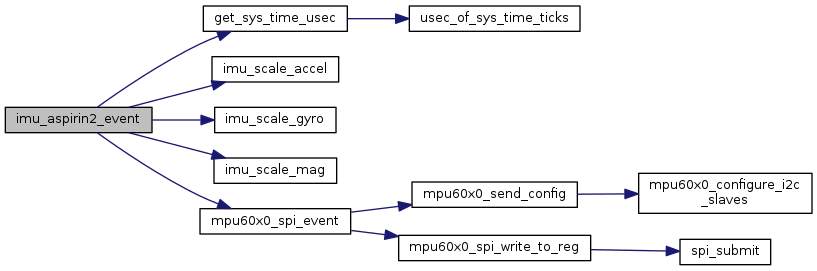 get_sys_time_usec
usec_of_sys_time_ticks
imu_scale_accel
imu_aspirin2_event
imu_scale_gyro
imu_scale_mag
mpu60x0_send_config
mpu60x0_configure_i2c
_slaves
mpu60x0_spi_event
mpu60x0_spi_write_to_reg
spi_submit